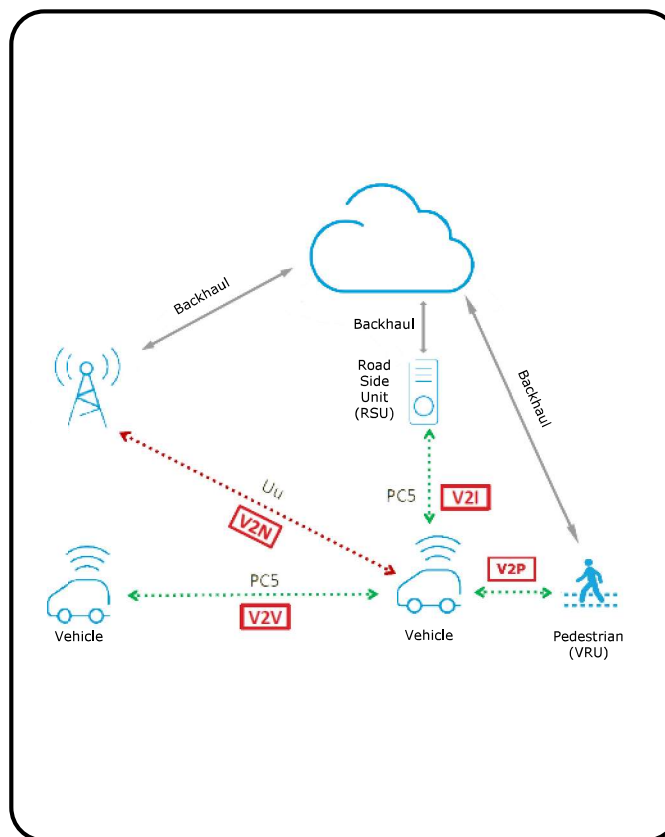 Backhaul
Backhaul
Backhaul
Road
Side
Unit
(RSU)
Uu
V2N
PC5
V2I
PC5
V2V
V2P
Vehicle
Vehicle
Pedestrian
(VRU)